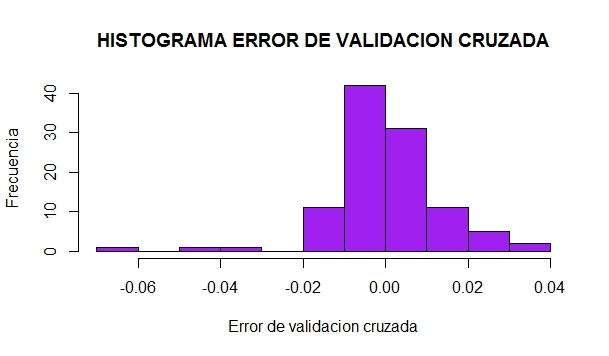 HISTOGRAMA ERROR DE VALIDACION CRUZADA
Frecuencia
40
30
20
10
0
-0.06 -0.04 -0.02 0.00 0.02 0.04
Error de validacion cruzada